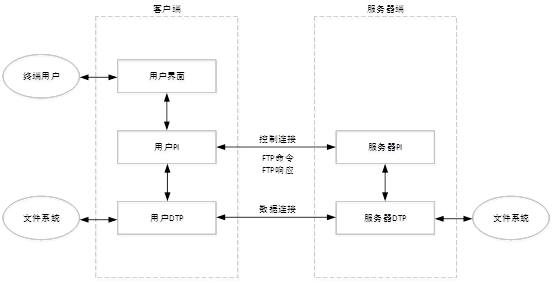 客户端
服务器端
终端用户
用户界面
用户PI
控制连接
服务器PI
FTP命令
FTP响应
文件系统
用户DTP
数据连接
服务器DTP
文件系统